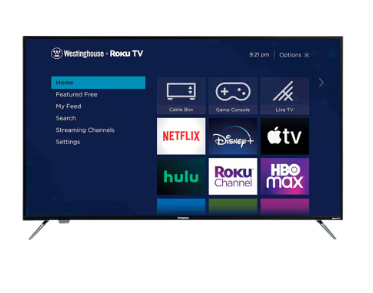 Westinghouse - Roku TV
9:21 pm | Options
Home
Featured Free
My Feed
Search
Streaming Channels
Settings
Cable Box
Game Console
Live TV
NETFLIX
Disney+
tv
hulu
Roku
Channel
HBO
max
Westinghouse